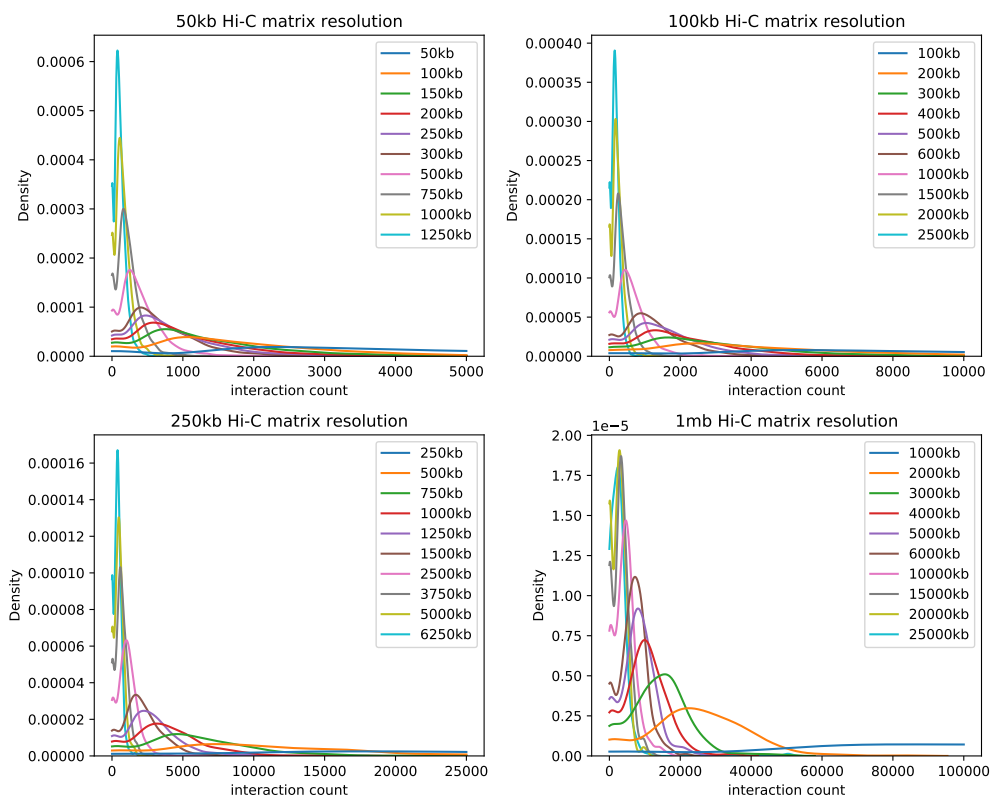 50kb Hi-C matrix resolution
Density
0.0006
0.0005
0.0004
0.0003
0.0002
0.0001
0.0000
0
1000
2000
3000
4000
5000
interaction count
50kb
100kb
150kb
200kb
250kb
300kb
500kb
750kb
1000kb
1250kb
100kb Hi-C matrix resolution
Density
0.00040
0.00035
0.00030
0.00025
0.00020
0.00015
0.00010
0.00005
0.00000
0
2000
4000
6000
8000
10000
interaction count
100kb
200kb
300kb
400kb
500kb
600kb
1000kb
1500kb
2000kb
2500kb
250kb Hi-C matrix resolution
Density
0.00016
0.00014
0.00012
0.00010
0.00008
0.00006
0.00004
0.00002
0.00000
0
5000
10000
15000
20000
25000
interaction count
250kb
500kb
750kb
1000kb
1250kb
1500kb
2500kb
3750kb
5000kb
6250kb
1mb Hi-C matrix resolution
1e−5
Density
2.00
1.75
1.50
1.25
1.00
0.75
0.50
0.25
0.00
0
20000
40000
60000
80000
100000
interaction count
1000kb
2000kb
3000kb
4000kb
5000kb
6000kb
10000kb
15000kb
20000kb
25000kb